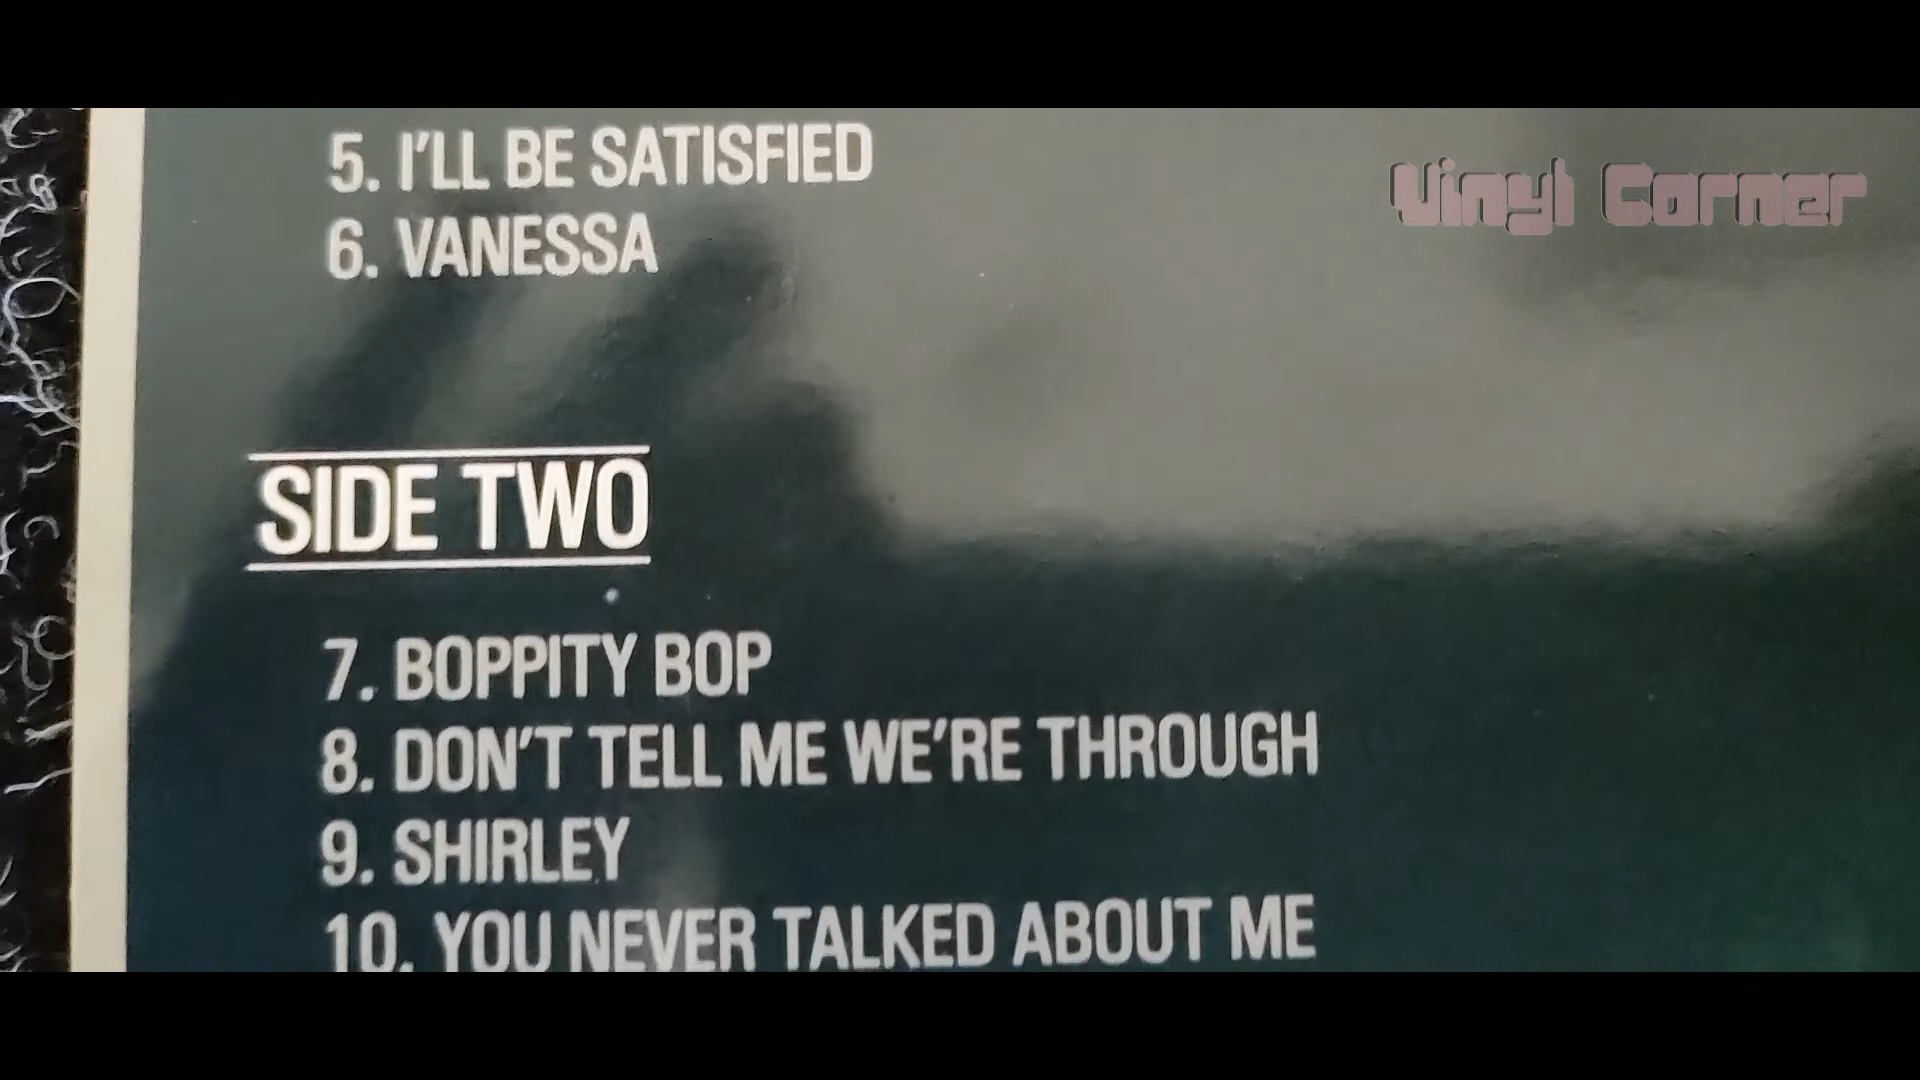 5. I'LL BE SATISFIED
6. VANESSA
Vinyl Corner
SIDE TWO
7. BOPPITY BOP
8. DON'T TELL ME WE'RE THROUGH
9. SHIRLEY
10. YOU NEVER TALKED ABOUT ME